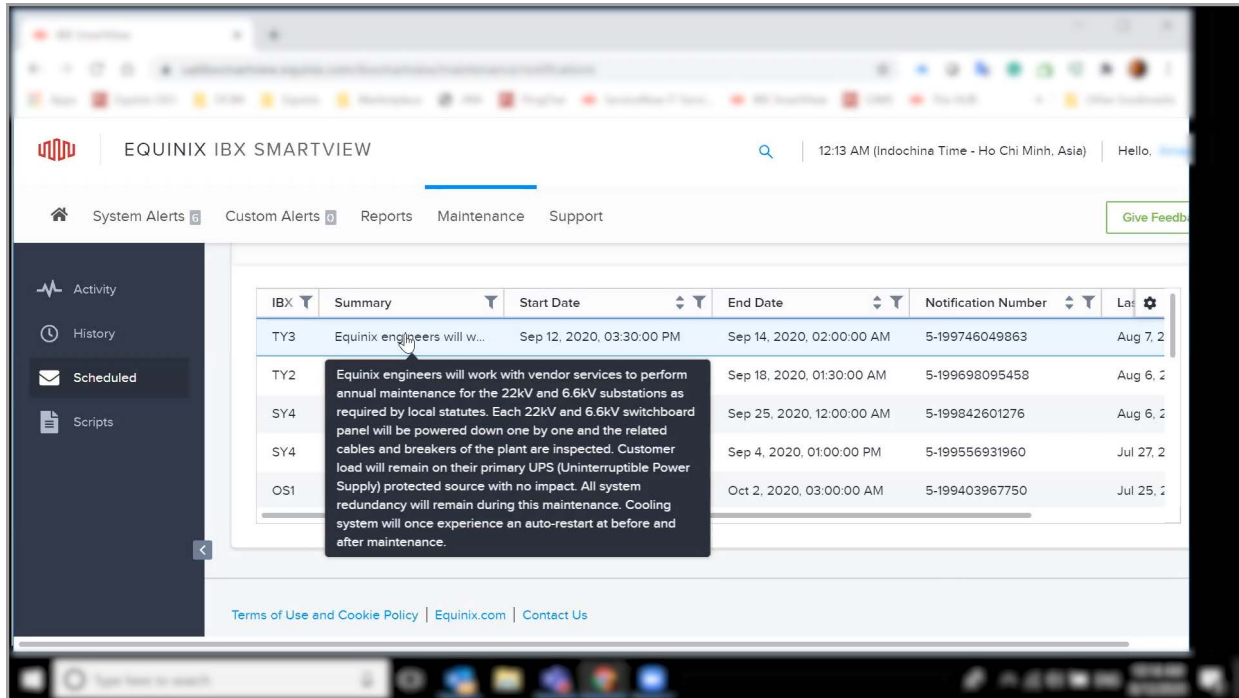 EQUINIX IBX SMARTVIEW
12:13 AM (Indochina Time - Ho Chi Minh, Asia)
Hello,
System Alerts 6
Custom Alerts 0
Reports
Maintenance
Support
Give Feedb
Activity
History
Scheduled
Scripts
IBX Summary Start Date End Date Notification Number Las
TY3 Equinix engineers will w... Sep 12, 2020, 03:30:00 PM Sep 14, 2020, 02:00:00 AM 5-199746049863 Aug 7, 2
TY2 Sep 18, 2020, 01:30:00 AM 5-199698095458 Aug 6, 2
SY4 Sep 25, 2020, 12:00:00 AM 5-199842601276 Aug 6, 2
SY4 Sep 4, 2020, 01:00:00 PM 5-199556931960 Jul 27, 2
OS1 Oct 2, 2020, 03:00:00 AM 5-199403967750 Jul 25, 2
Equinix engineers will work with vendor services to perform
annual maintenance for the 22kV and 6.6kV substations as
required by local statutes. Each 22kV and 6.6kV switchboard
panel will be powered down one by one and the related
cables and breakers of the plant are inspected. Customer
load will remain on their primary UPS (Uninterruptible Power
Supply) protected source with no impact. All system
redundancy will remain during this maintenance. Cooling
system will once experience an auto-restart at before and
after maintenance.
Terms of Use and Cookie Policy | Equinix.com | Contact Us